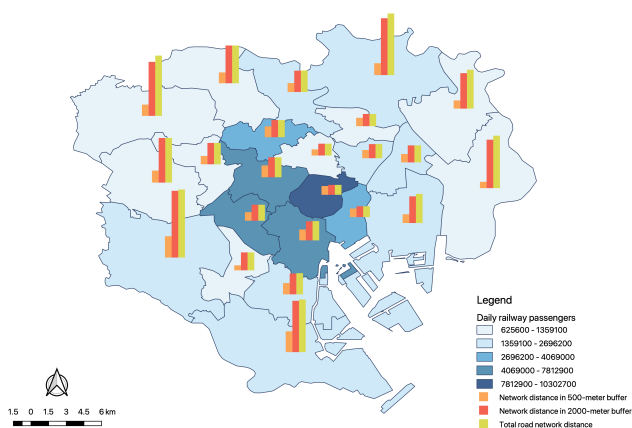 Legend
Daily railway passengers
625600 - 1359100
1359100 - 2696200
2696200 - 4069000
4069000 - 7812900
7812900 - 10302700
Network distance in 500-meter buffer
Network distance in 2000-meter buffer
Total road network distance
1.5 0 1.5 3 4.5 6 km